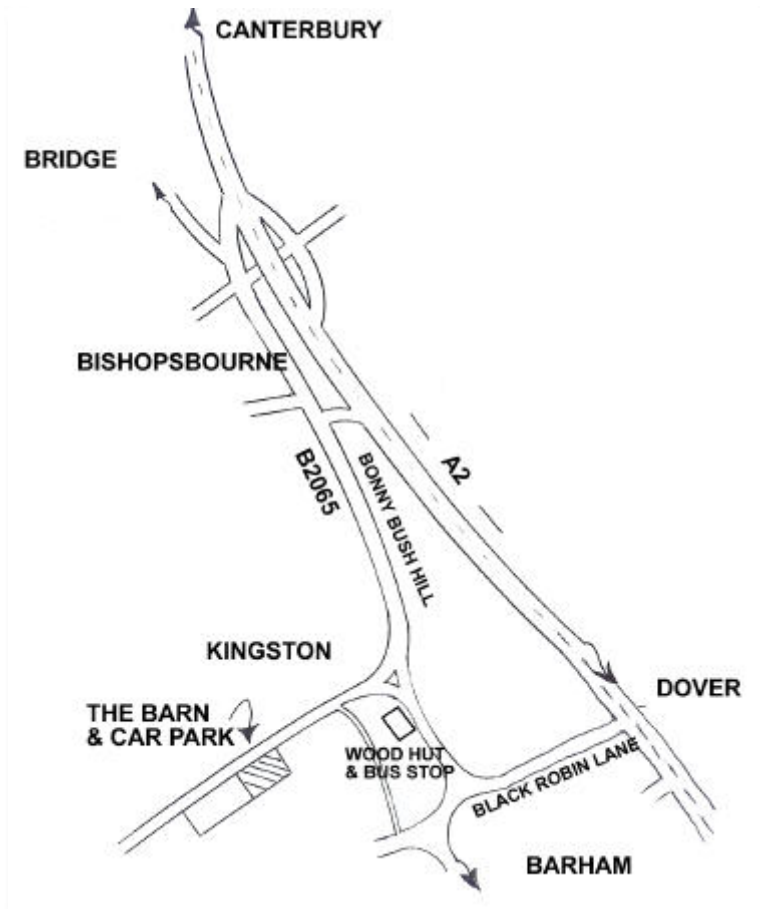 CANTERBURY
BRIDGE
BISHOPSBOURNE
A2
B2065
BONNY BUSH HILL
KINGSTON
DOVER
THE BARN
& CAR PARK
WOOD HUT
& BUS STOP
BLACK ROBIN LANE
BARHAM